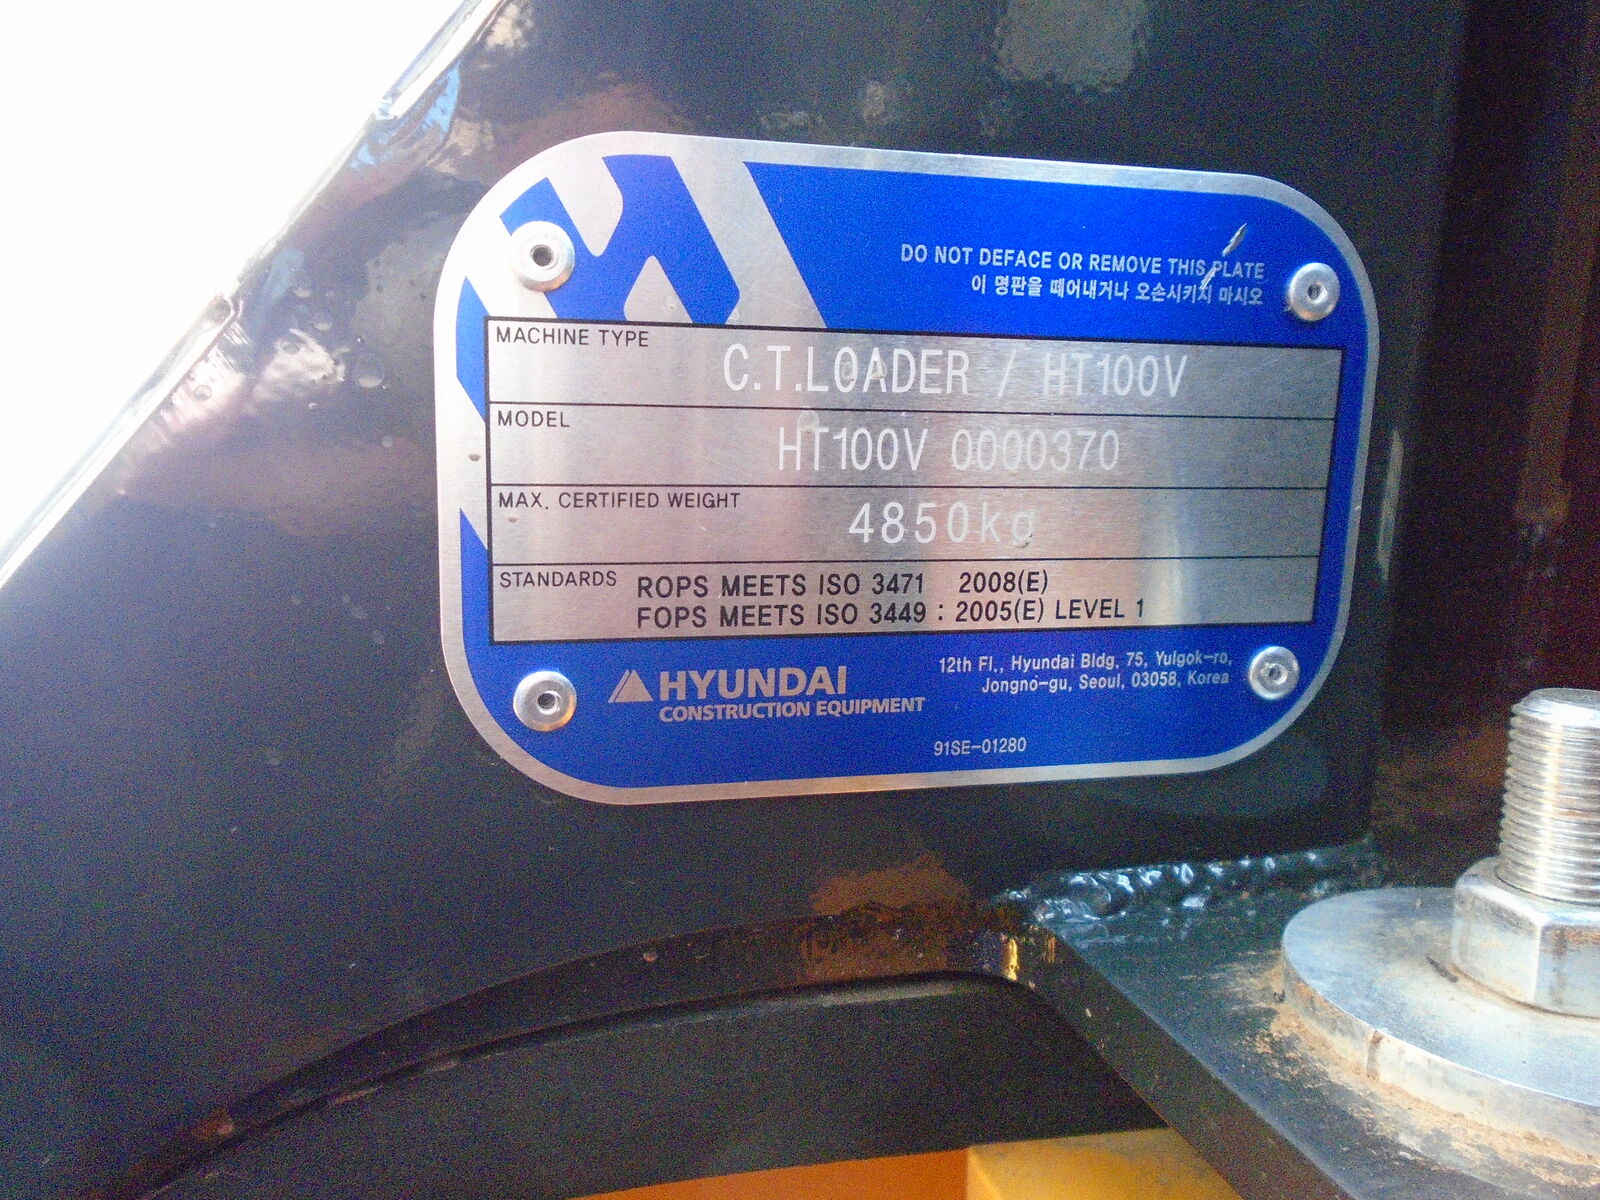 DO NOT DEFACE OR REMOVE THIS PLATE
이 명판을 떼어내거나 오손시키지 마시오
MACHINE TYPE
C.T.LOADER / HT100V
MODEL
HT100V 0000370
MAX. CERTIFIED WEIGHT
4850kg
STANDARDS
ROPS MEETS ISO 3471 2008(E)
FOPS MEETS ISO 3449 : 2005(E) LEVEL 1
HYUNDAI
CONSTRUCTION EQUIPMENT
12th Fl., Hyundai Bldg, 75, Yulgok-ro,
Jongno-gu, Seoul, 03058, Korea
91SE-01280